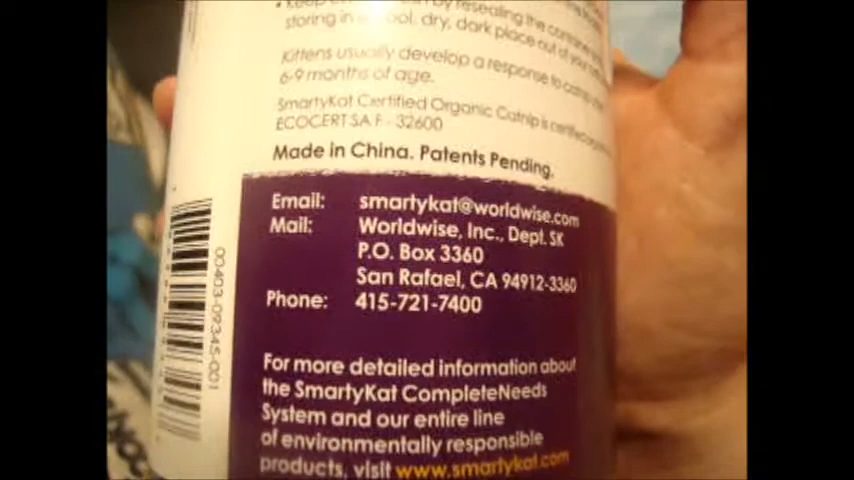 storing in a cool, dry, dark place out of your
Kittens usually develop a response to catnip
6-9 months of age.
SmartyKat Certified Organic Catnip is certified
ECOCERT SA F - 32600
Made in China. Patents Pending.
Email: smartykat@worldwise.com
Mail: Worldwise, Inc., Dept. SK
P.O. Box 3360
San Rafael, CA 94912-3360
Phone: 415-721-7400
00403-09345-001
For more detailed information about
the SmartyKat CompleteNeeds
System and our entire line
of environmentally responsible
products, visit www.smartykat.com